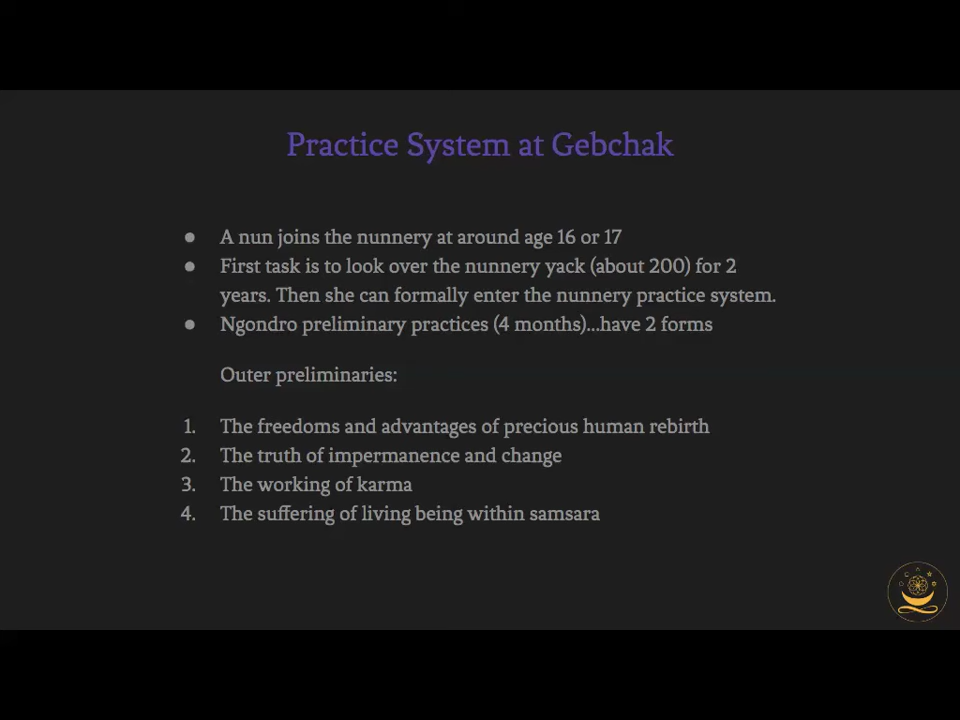 Practice System at Gebchak
● A nun joins the nunnery at around age 16 or 17
● First task is to look over the nunnery yack (about 200) for 2
years. Then she can formally enter the nunnery practice system.
● Ngondro preliminary practices (4 months)...have 2 forms
Outer preliminaries:
1. The freedoms and advantages of precious human rebirth
2. The truth of impermanence and change
3. The working of karma
4. The suffering of living being within samsara